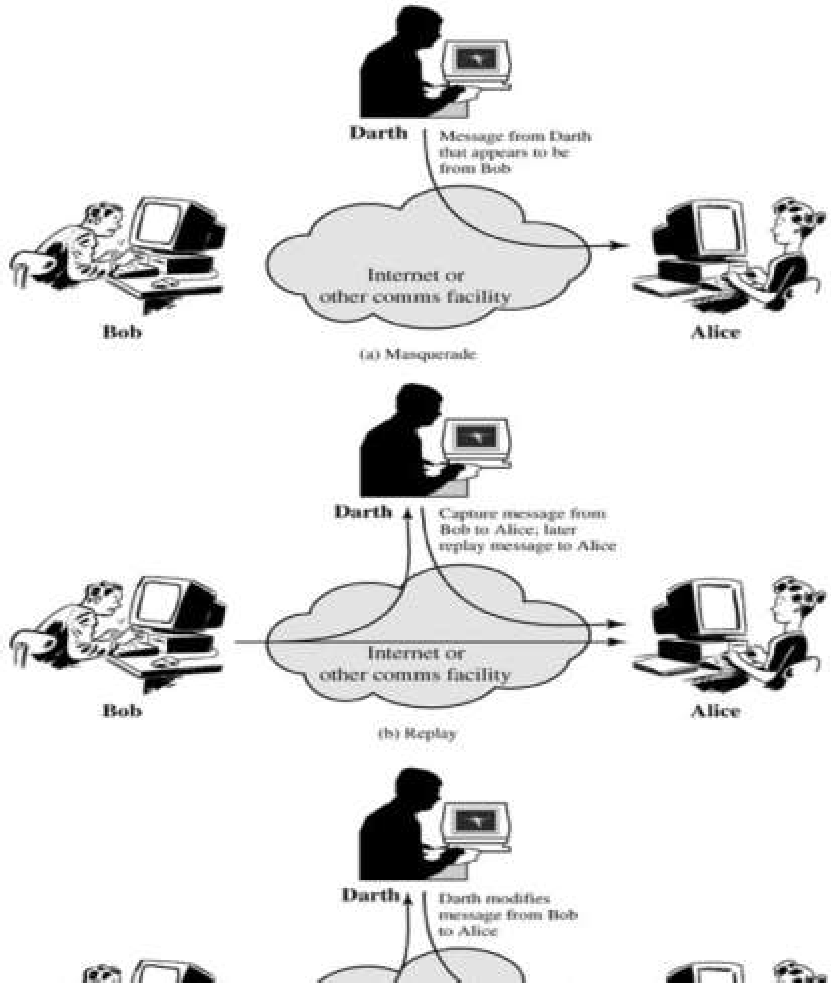 Darth
Message from Darth
that appears to be
from Bob
Internet or
other comms facility
Bob
Alice
(a) Masquerade
Darth
Capture message from
Bob to Alice; later
replay message to Alice
Internet or
other comms facility
Bob
Alice
(b) Replay
Darth
Darth modifies
message from Bob
to Alice